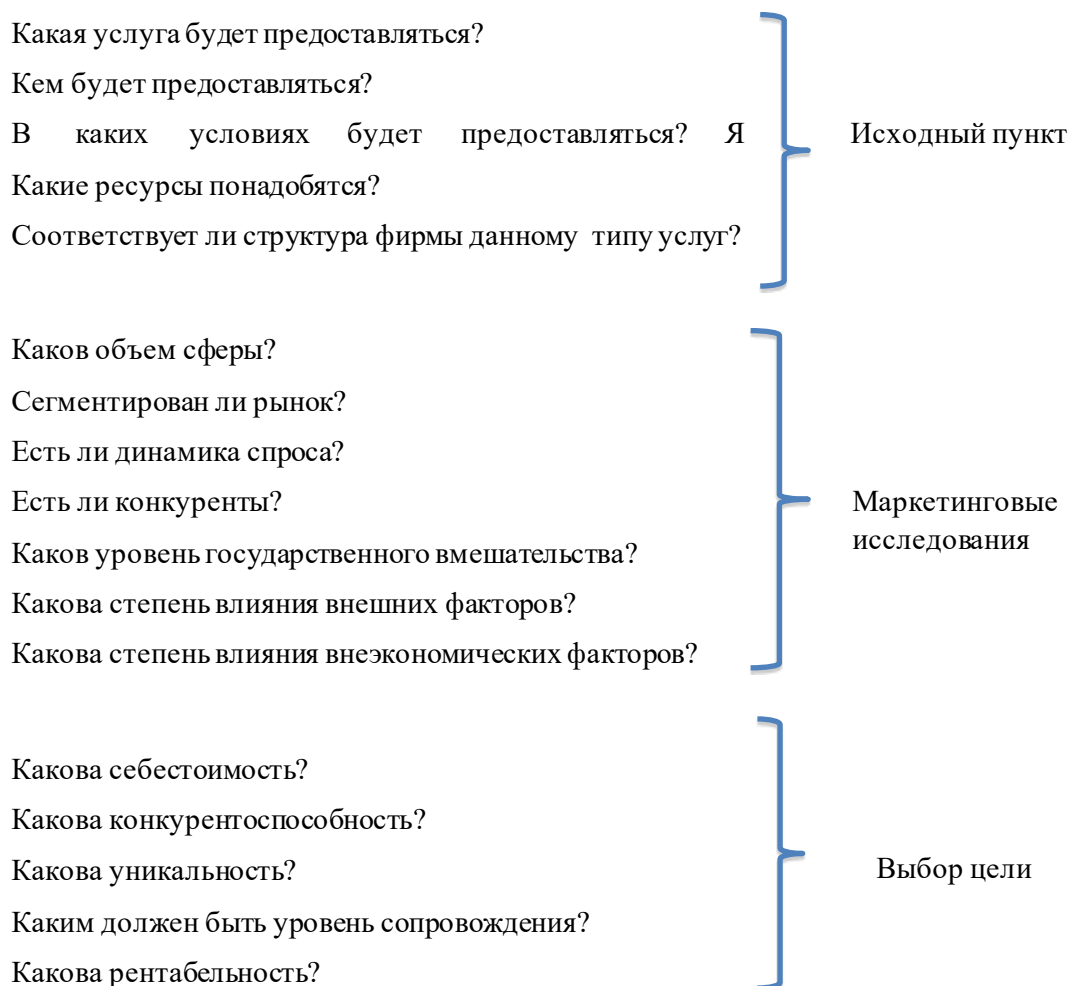 Какая услуга будет предоставляться?
Кем будет предоставляться?
В каких условиях будет предоставляться? Я
Исходный пункт
Какие ресурсы понадобятся?
Соответствует ли структура фирмы данному типу услуг?
Каков объем сферы?
Сегментирован ли рынок?
Есть ли динамика спроса?
Есть ли конкуренты?
Маркетинговые
исследования
Каков уровень государственного вмешательства?
Какова степень влияния внешних факторов?
Какова степень влияния внеэкономических факторов?
Какова себестоимость?
Какова конкурентоспособность?
Какова уникальность?
Выбор цели
Каким должен быть уровень сопровождения?
Какова рентабельность?